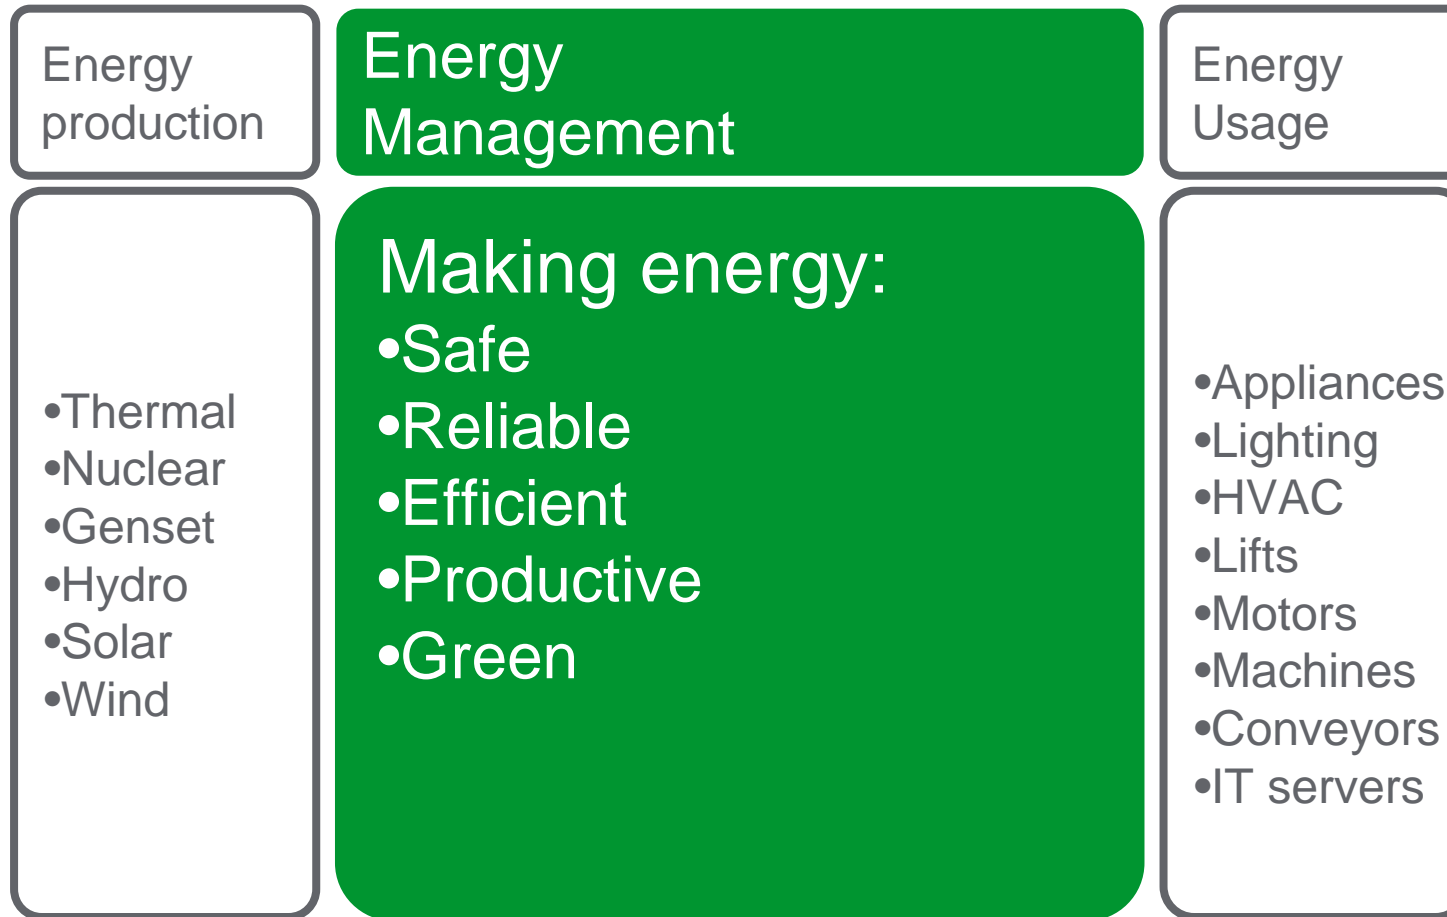 Energy
production
Energy
Management
Energy
Usage
•Thermal
•Nuclear
•Genset
•Hydro
•Solar
•Wind
Making energy:
•Safe
•Reliable
•Efficient
•Productive
•Green
•Appliances
•Lighting
•HVAC
•Lifts
•Motors
•Machines
•Conveyors
•IT servers